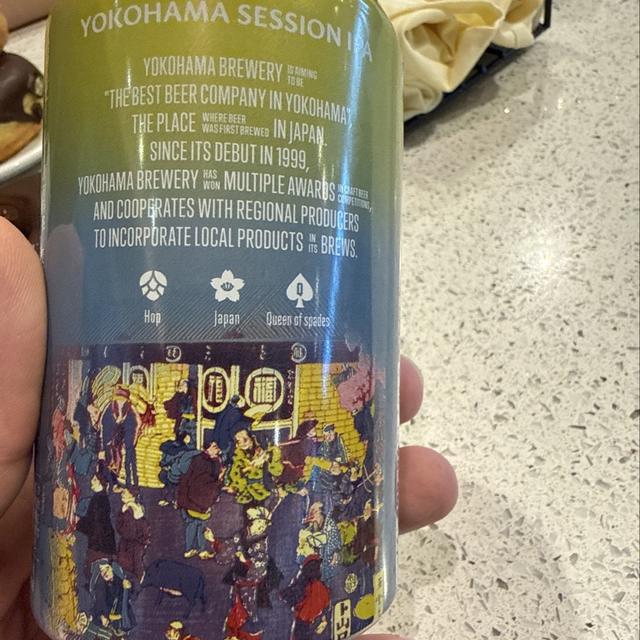 YOKOHAMA SESSION IPA
YOKOHAMA BREWERY IS AIMING TO BE
"THE BEST BEER COMPANY IN YOKOHAMA",
THE PLACE WHERE BEER WAS FIRST BREWED IN JAPAN.
SINCE ITS DEBUT IN 1999,
YOKOHAMA BREWERY HAS WON MULTIPLE AWARDS IN CRAFT BEER COMPETITIONS,
AND COOPERATES WITH REGIONAL PRODUCERS
TO INCORPORATE LOCAL PRODUCTS IN ITS BREWS.
Hop Japan Q Queen of spades